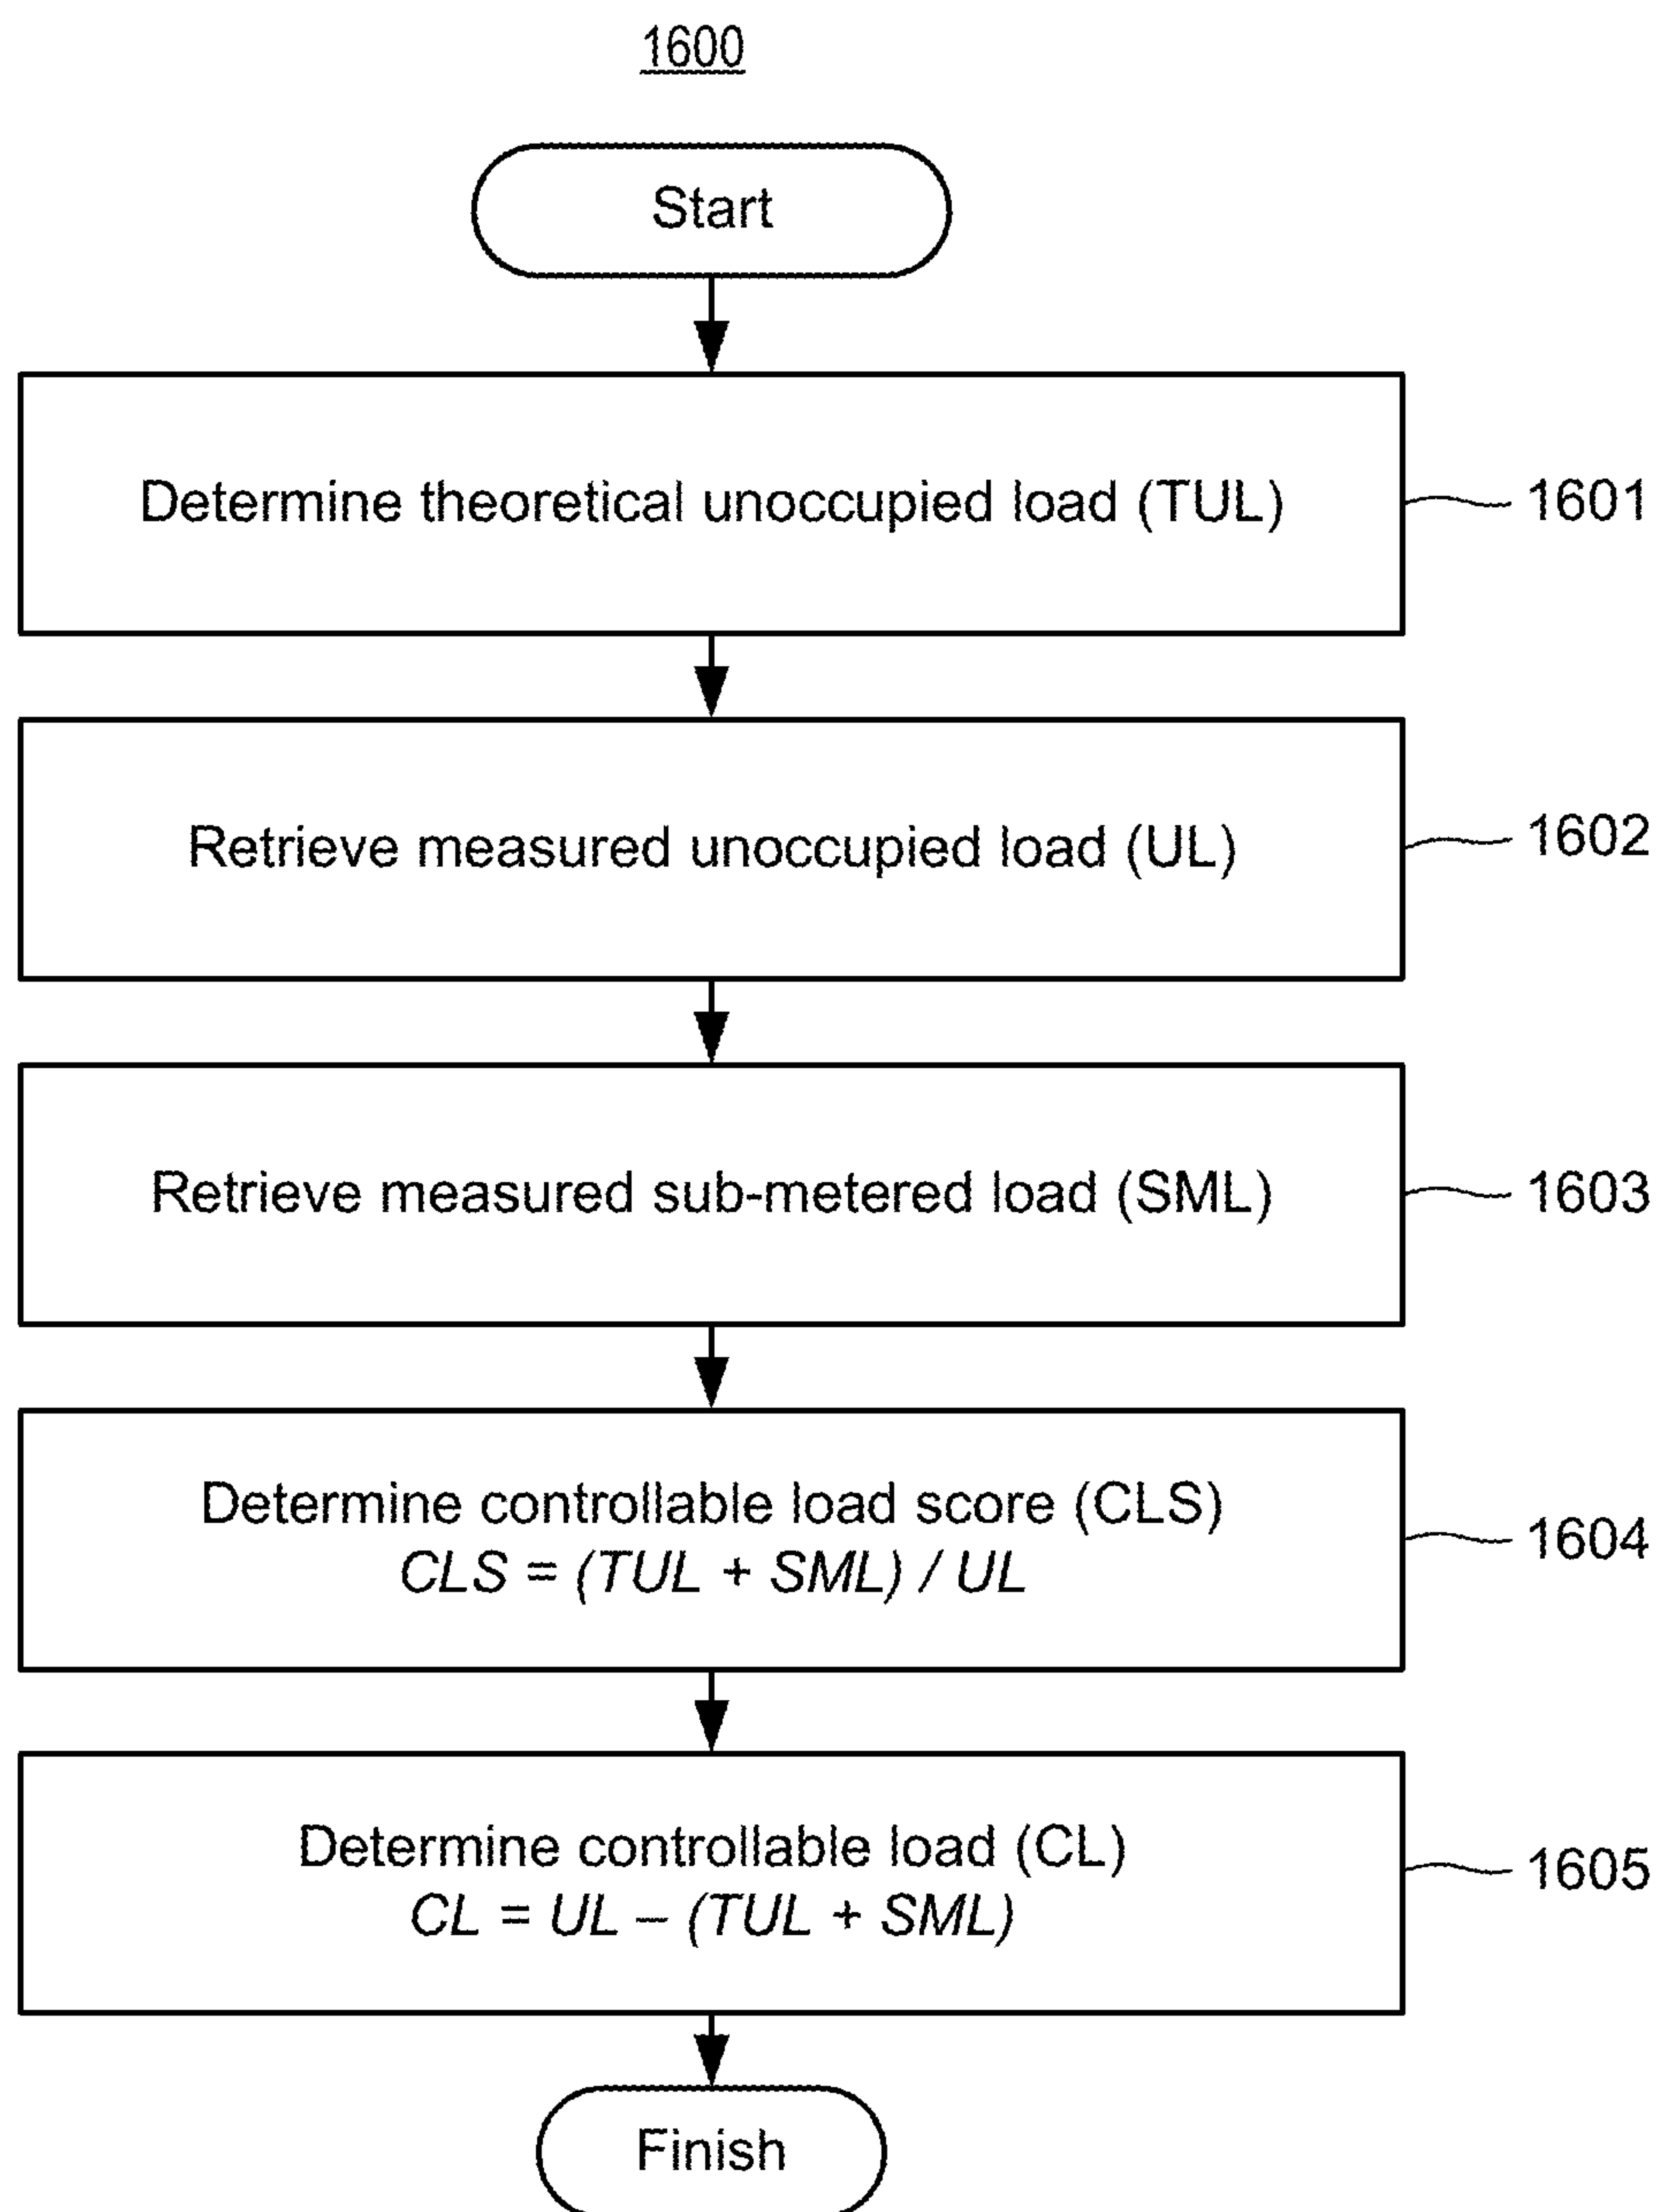 1600
Start
Determine theoretical unoccupied load (TUL)
1601
Retrieve measured unoccupied load (UL)
1602
Retrieve measured sub-metered load (SML)
1603
Determine controllable load score (CLS)
CLS = (TUL + SML) / UL
1604
Determine controllable load (CL)
CL = UL – (TUL + SML)
1605
Finish